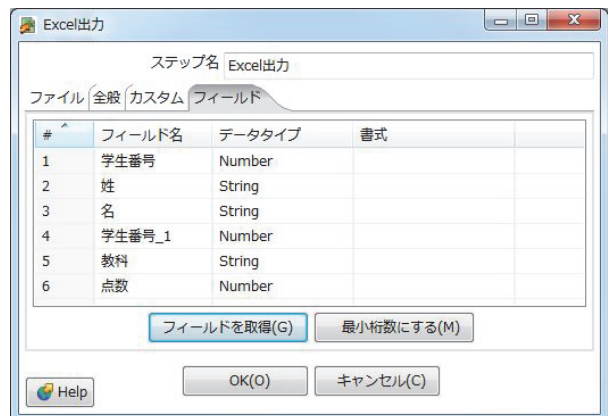 Excel出力
ステップ名 Excel出力
ファイル 全般 カスタム フィールド
# フィールド名 データタイプ 書式
1 学生番号 Number
2 姓 String
3 名 String
4 学生番号_1 Number
5 教科 String
6 点数 Number
フィールドを取得(G) 最小桁数にする(M)
Help OK(O) キャンセル(C)